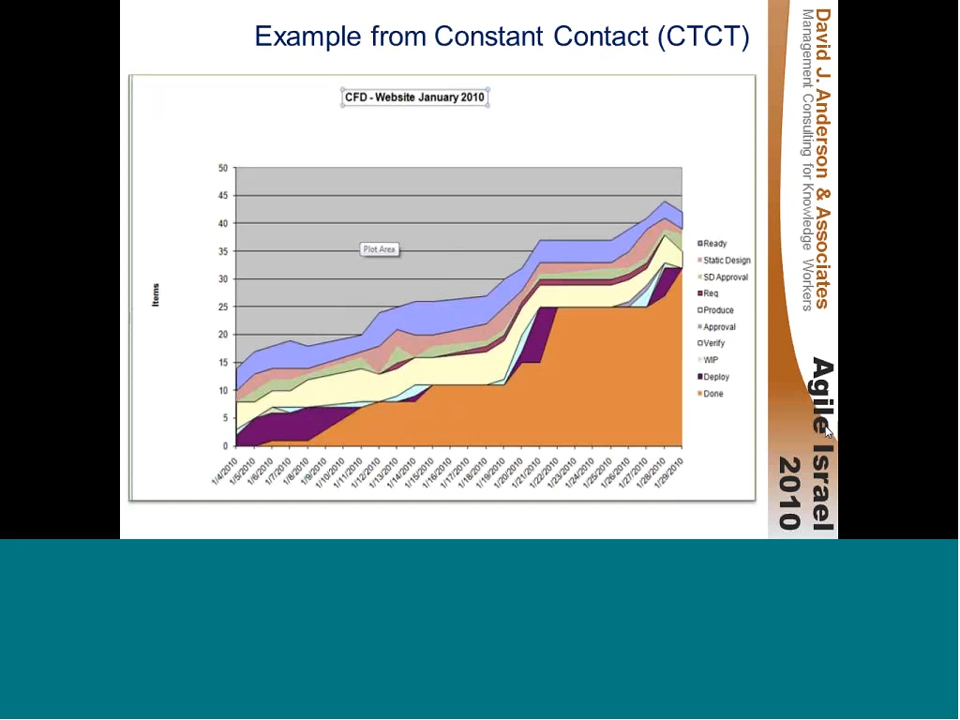 Example from Constant Contact (CTCT)
CFD - Website January 2010
Items
50
45
40
35
30
25
20
15
10
5
0
Plot Area
1/4/2010
1/5/2010
1/6/2010
1/7/2010
1/8/2010
1/9/2010
1/10/2010
1/11/2010
1/12/2010
1/13/2010
1/14/2010
1/15/2010
1/16/2010
1/17/2010
1/18/2010
1/19/2010
1/20/2010
1/21/2010
1/22/2010
1/23/2010
1/24/2010
1/25/2010
1/26/2010
1/27/2010
1/28/2010
1/29/2010
Ready
Static Design
SD Approval
Req
Produce
Approval
Verify
WIP
Deploy
Done
David J. Anderson & Associates
Management Consulting for Knowledge Workers
Agile Israel
2010